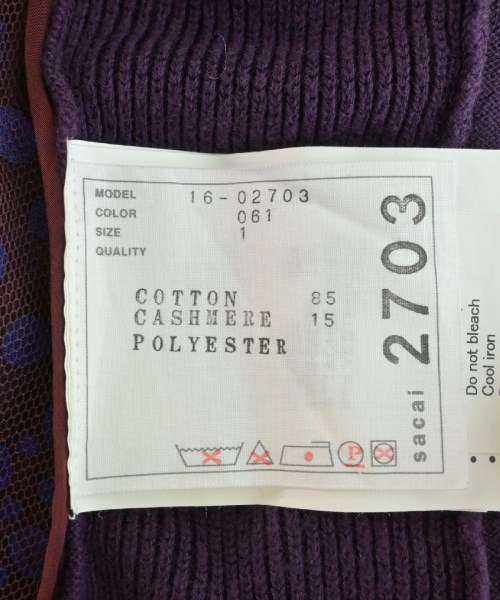 MODEL 16-02703
COLOR 061
SIZE 1
QUALITY
COTTON 85
CASHMERE 15
POLYESTER
P
sacai 2703
Do not bleach
Cool iron